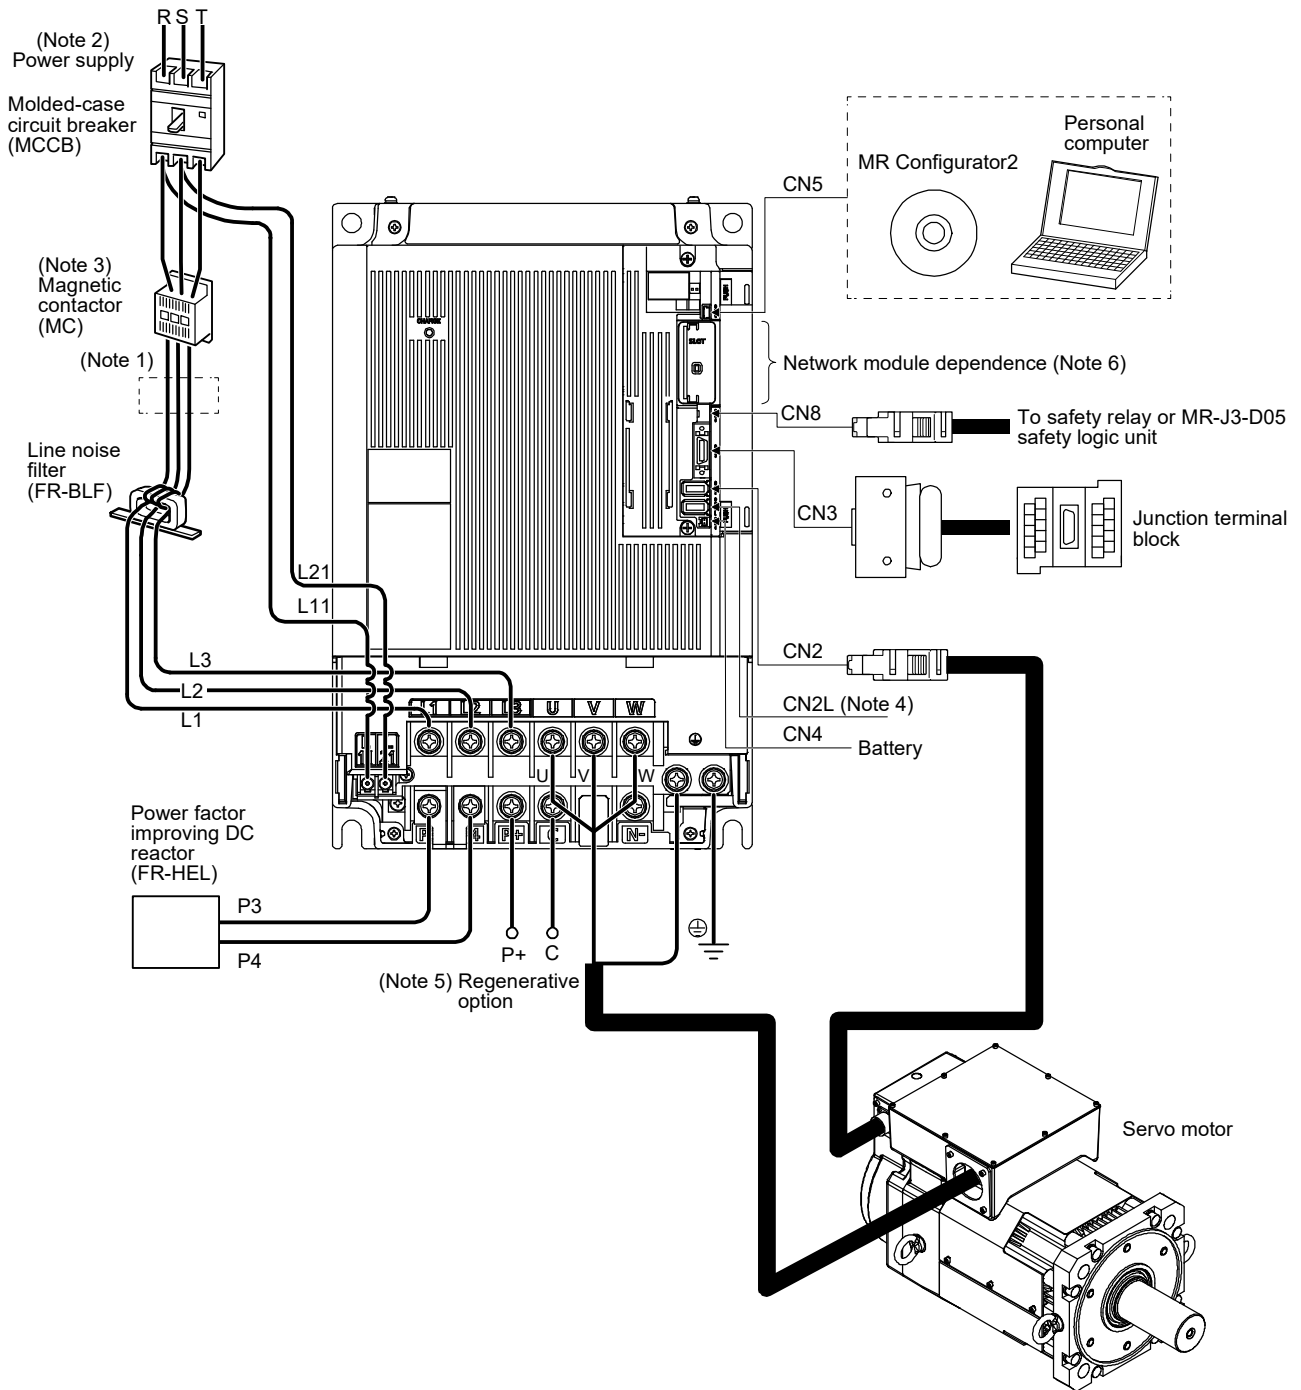 R S T
(Note 2)
Power supply
Molded-case
circuit breaker
(MCCB)
Personal
computer
MR Configurator2
CN5
(Note 3)
Magnetic
contactor
(MC)
(Note 1)
CHARGE
PUSH
SLOT
Network module dependence (Note 6)
CN8
To safety relay or MR-J3-D05
safety logic unit
Line noise
filter
(FR-BLF)
CN3
Junction terminal
block
L21
L11
L3
L2
L1
CN2
CN2L (Note 4)
CN4
Battery
U V W
U V W
Power factor
improving DC
reactor
(FR-HEL)
P+ C N-
P3
P4
P+ C
(Note 5) Regenerative
option
Servo motor